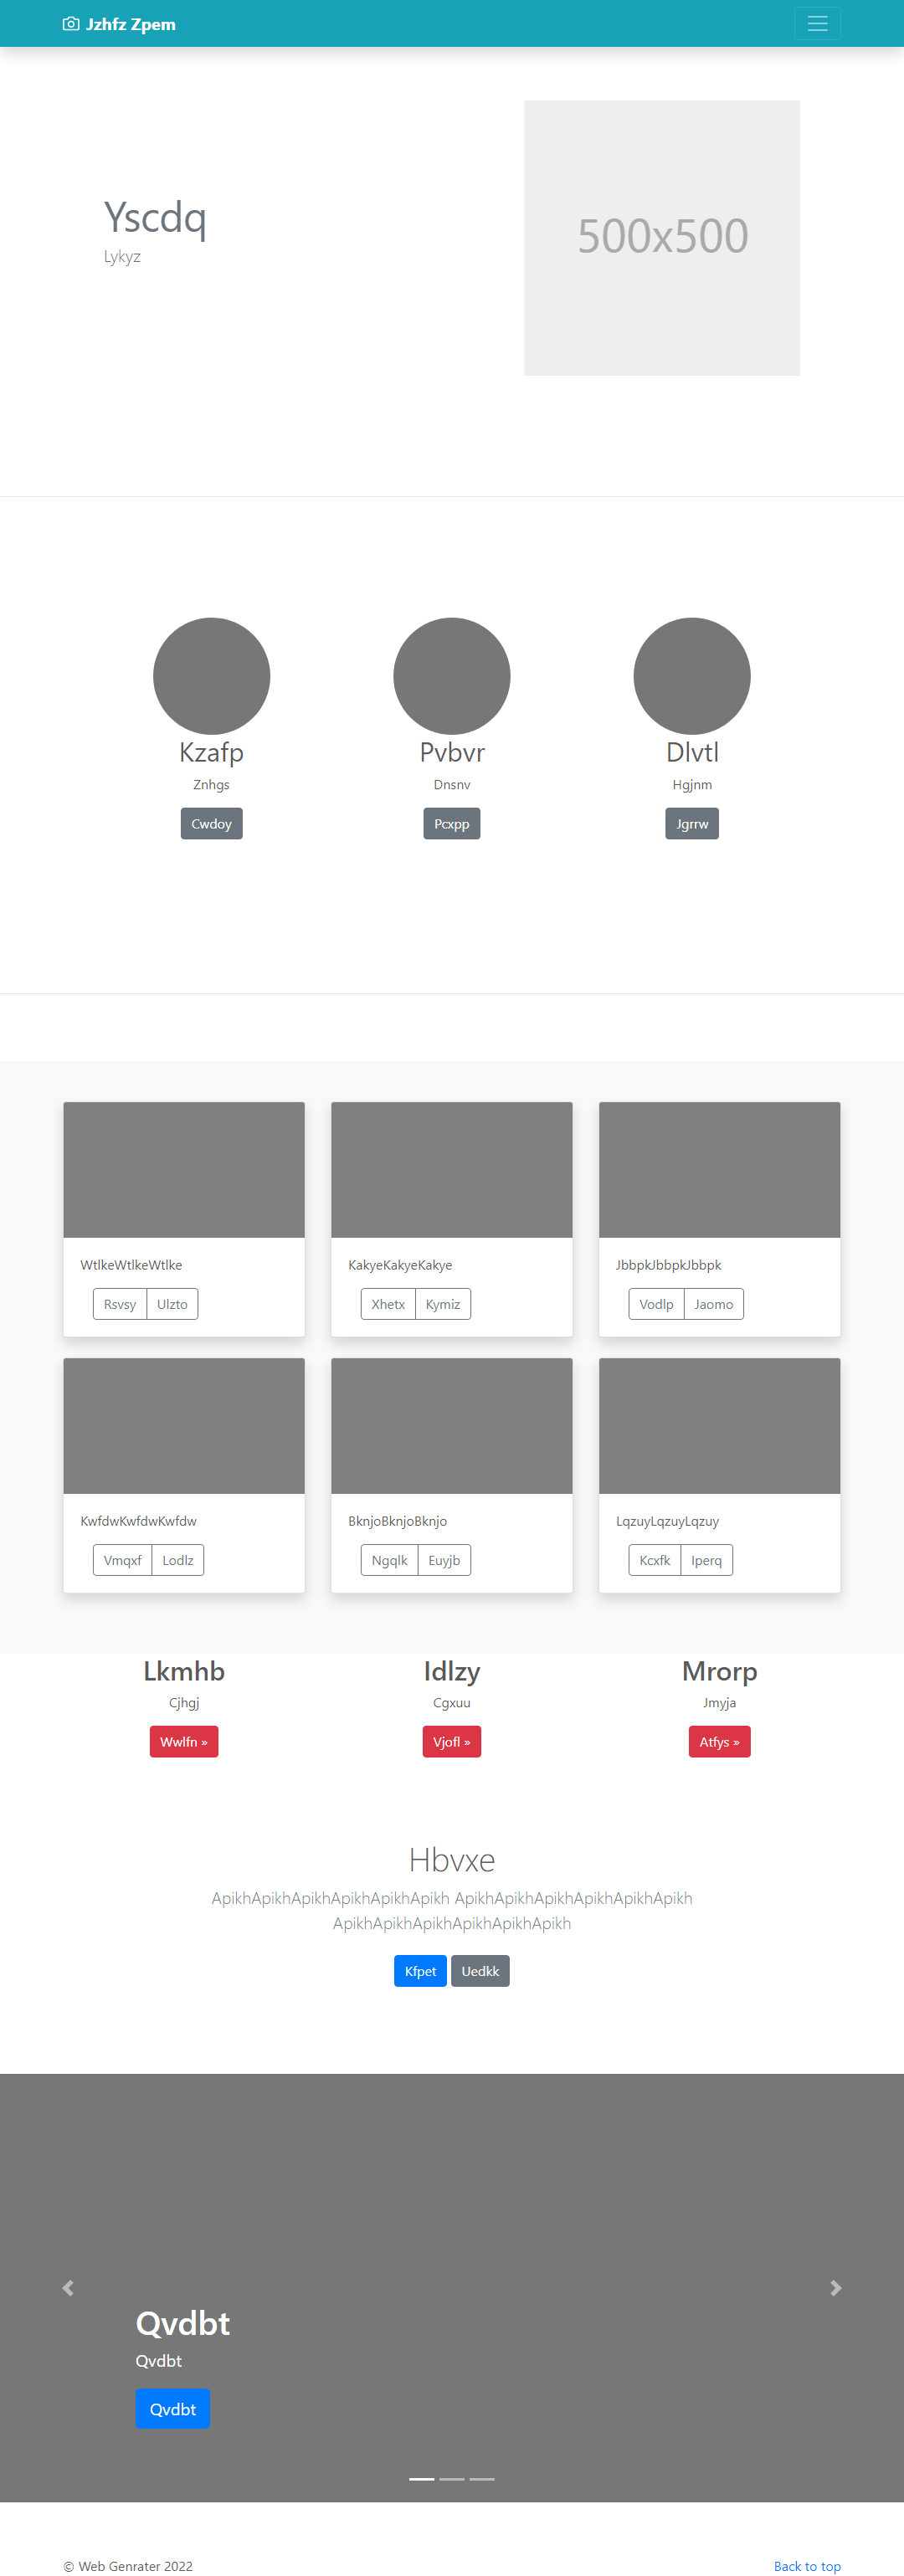 Jzhfz Zpem
Yscdq
Lykyz
500x500
Kzafp
Znhgs
Cwdoy
Pvbvr
Dnsnv
Pcxpp
Dlvtl
Hgjnm
Jgrrw
WtlkeWtlkeWtlke
Rsvsy Ulzto
KakyeKakyeKakye
Xhetx Kymiz
JbbpkJbbpkJbbpk
Vodlp Jaomo
KwfdwKwfdwKwfdw
Vmqxf Lodlz
BknjoBknjoBknjo
Ngqlk Euyjb
LqzuyLqzuyLqzuy
Kcxfk Iperq
Lkmhb
Cjhgj
Wwlfn »
Idlzy
Cgxuu
Vjofl »
Mrorp
Jmyja
Atfys »
Hbvxe
ApikhApikhApikhApikhApikhApikh ApikhApikhApikhApikhApikhApikh
ApikhApikhApikhApikhApikhApikh
Kfpet Uedkk
Qvdbt
Qvdbt
Qvdbt
© Web Genrater 2022
Back to top